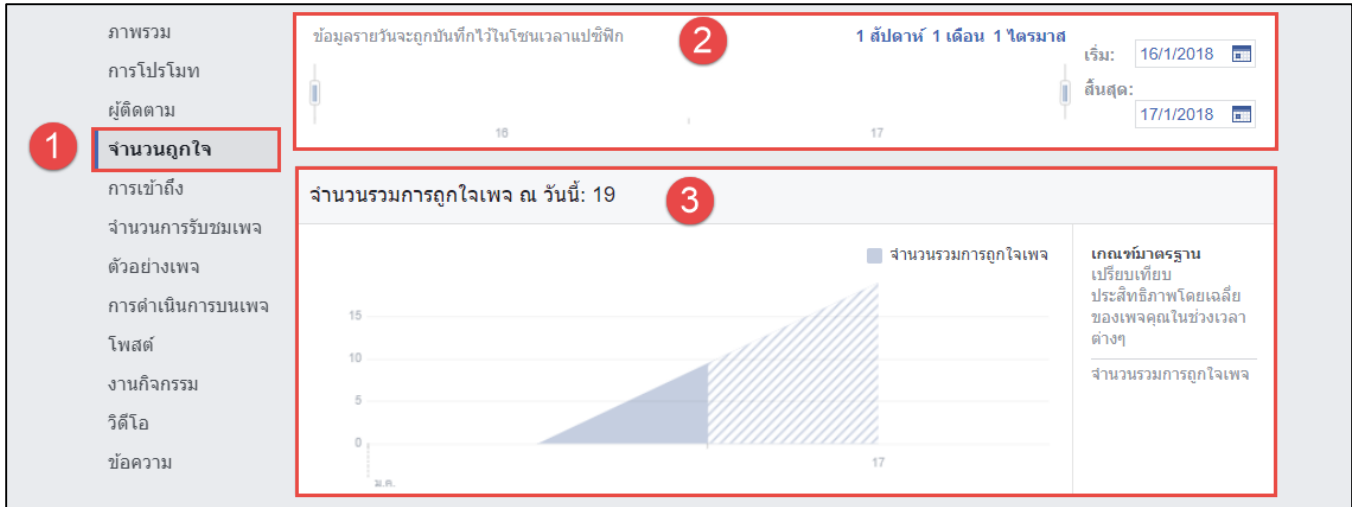 ภาพรวม
การโปรโมท
ผู้ติดตาม
1
จำนวนถูกใจ
การเข้าถึง
จำนวนการรับชมเพจ
ตัวอย่างเพจ
การดำเนินการบนเพจ
โพสต์
งานกิจกรรม
วิดีโอ
ข้อความ
ข้อมูลรายวันจะถูกบันทึกไว้ในโซนเวลาแปซิฟิก
2
1 สัปดาห์ 1 เดือน 1 ไตรมาส
เริ่ม: 16/1/2018
สิ้นสุด:
17/1/2018
16 17
จำนวนรวมการถูกใจเพจ ณ วันนี้: 19
3
จำนวนรวมการถูกใจเพจ
15
10
5
0
17
ม.ค.
เกณฑ์มาตรฐาน
เปรียบเทียบ
ประสิทธิภาพโดยเฉลี่ย
ของเพจคุณในช่วงเวลา
ต่างๆ
จำนวนรวมการถูกใจเพจ